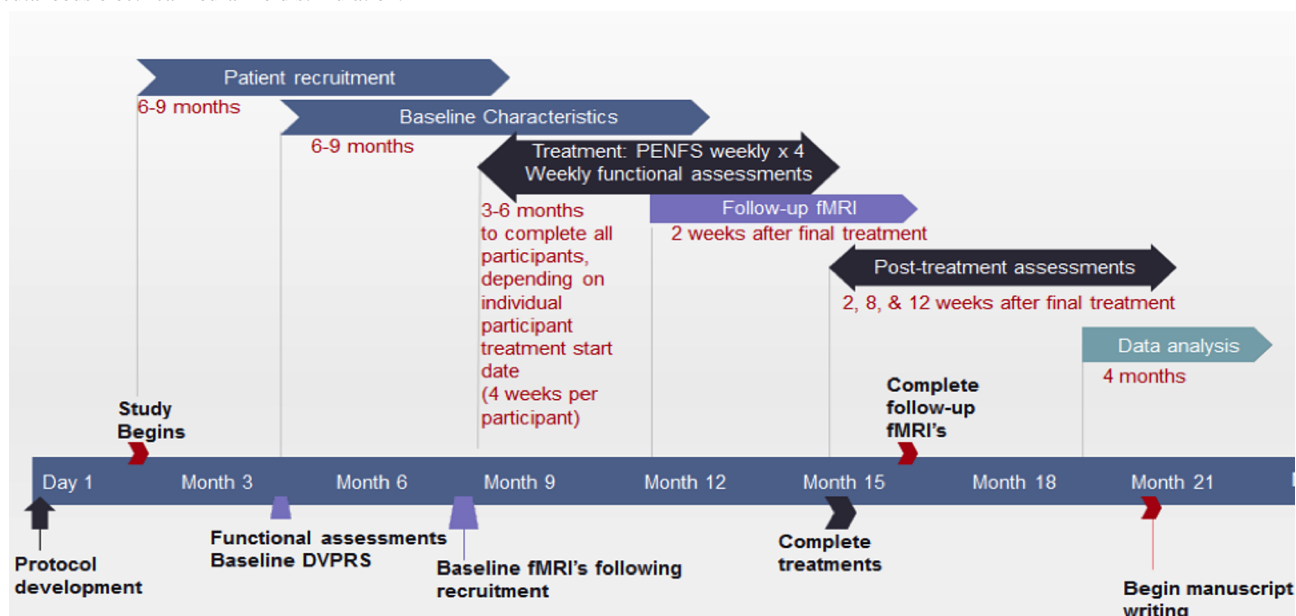 Patient recruitment
6-9 months
Baseline Characteristics
6-9 months
Treatment: PENFS weekly x 4
Weekly functional assessments
3-6 months
to complete all
participants,
depending on
individual
participant
treatment start
date
(4 weeks per
participant)
Follow-up fMRI
2 weeks after final treatment
Post-treatment assessments
2, 8, & 12 weeks after final treatment
Data analysis
4 months
Study
Begins
Complete
follow-up
fMRI's
Day 1
Month 3
Month 6
Month 9
Month 12
Month 15
Month 18
Month 21
Protocol
development
Functional assessments
Baseline DVPRS
Baseline fMRI's following
recruitment
Complete
treatments
Begin manuscript
writing